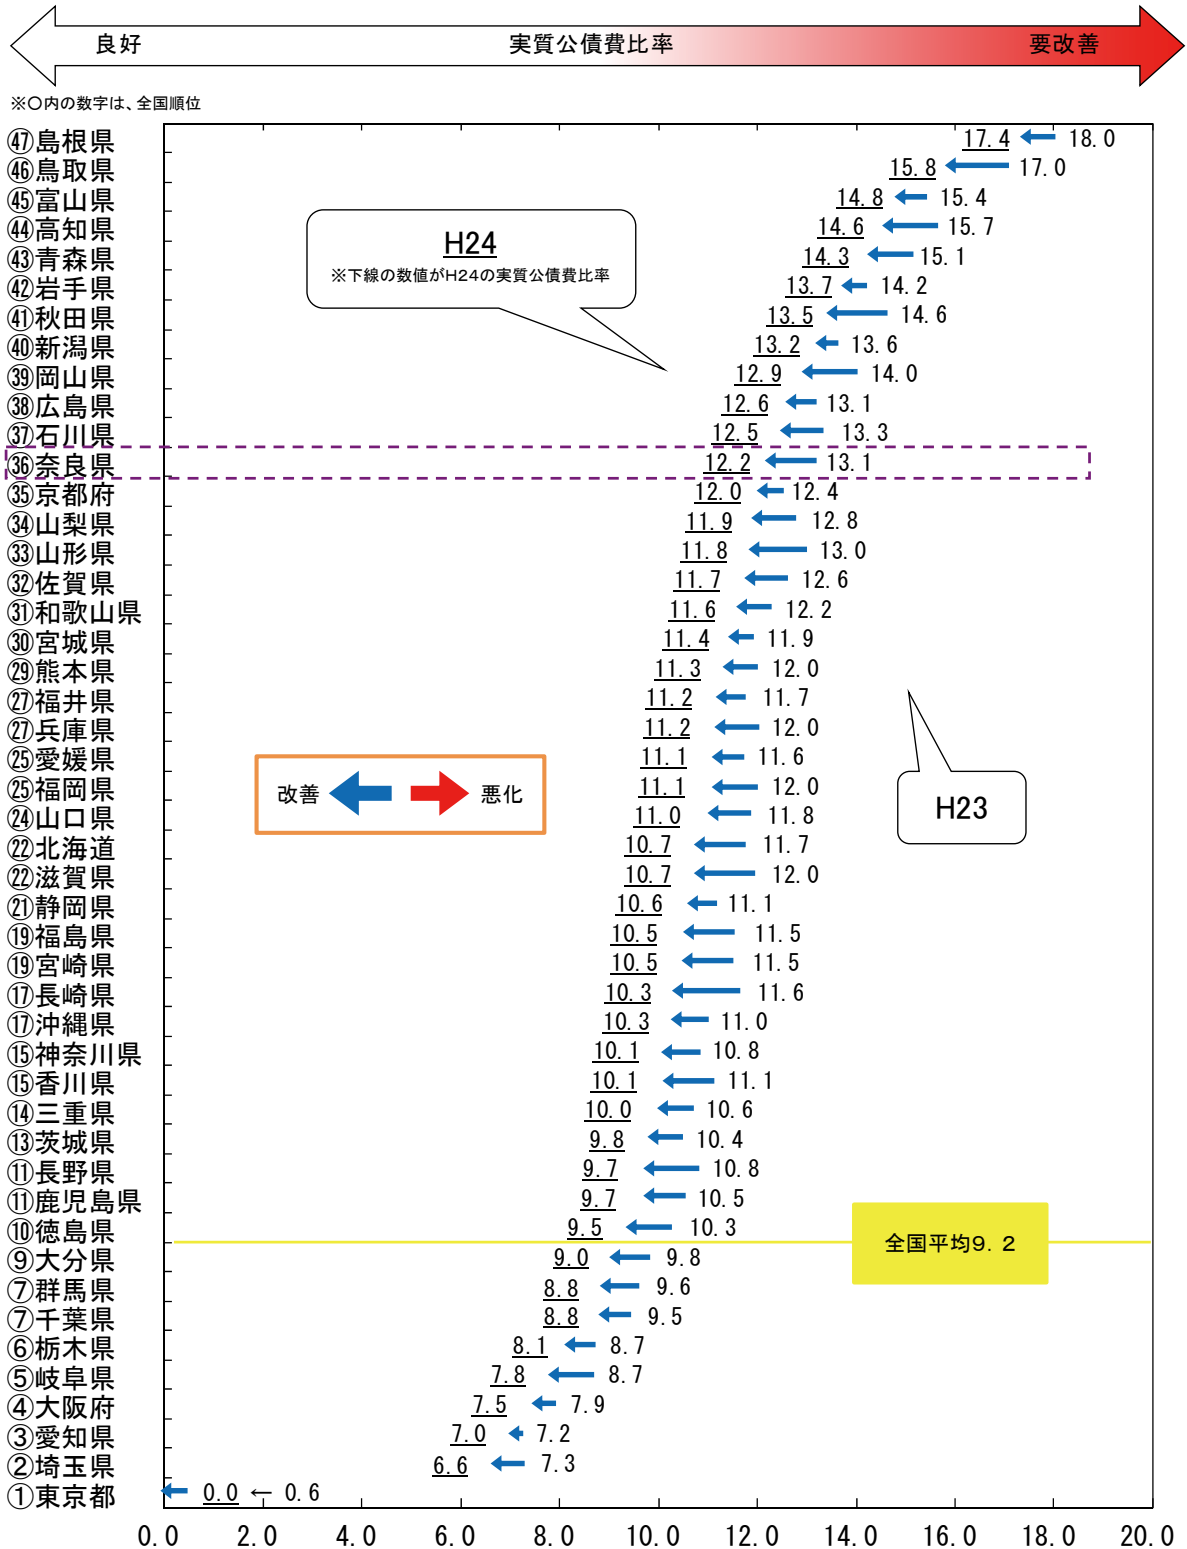 良好 実質公債費比率 要改善
※○内の数字は、全国順位
㊼島根県 17.4 18.0
㊻鳥取県 15.8 17.0
㊺富山県 14.8 15.4
㊹高知県 14.6 15.7
㊸青森県 14.3 15.1
㊷岩手県 13.7 14.2
㊶秋田県 13.5 14.6
㊵新潟県 13.2 13.6
㊴岡山県 12.9 14.0
㊳広島県 12.6 13.1
㊲石川県 12.5 13.3
㊱奈良県 12.2 13.1
㉟京都府 12.0 12.4
㉞山梨県 11.9 12.8
㉝山形県 11.8 13.0
㉜佐賀県 11.7 12.6
㉛和歌山県 11.6 12.2
㉚宮城県 11.4 11.9
㉙熊本県 11.3 12.0
㉗福井県 11.2 11.7
㉗兵庫県 11.2 12.0
㉕愛媛県 11.1 11.6
㉕福岡県 11.1 12.0
㉔山口県 11.0 11.8
㉒北海道 10.7 11.7
㉒滋賀県 10.7 12.0
㉑静岡県 10.6 11.1
⑲福島県 10.5 11.5
⑲宮崎県 10.5 11.5
⑰長崎県 10.3 11.6
⑰沖縄県 10.3 11.0
⑮神奈川県 10.1 10.8
⑮香川県 10.1 11.1
⑭三重県 10.0 10.6
⑬茨城県 9.8 10.4
⑪長野県 9.7 10.8
⑪鹿児島県 9.7 10.5
⑩徳島県 9.5 10.3
⑨大分県 9.0 9.8
⑦群馬県 8.8 9.6
⑦千葉県 8.8 9.5
⑥栃木県 8.1 8.7
⑤岐阜県 7.8 8.7
④大阪府 7.5 7.9
③愛知県 7.0 7.2
②埼玉県 6.6 7.3
①東京都 0.0 ← 0.6
H24
※下線の数値がH24の実質公債費比率
改善 悪化
H23
全国平均9.2
0.0 2.0 4.0 6.0 8.0 10.0 12.0 14.0 16.0 18.0 20.0